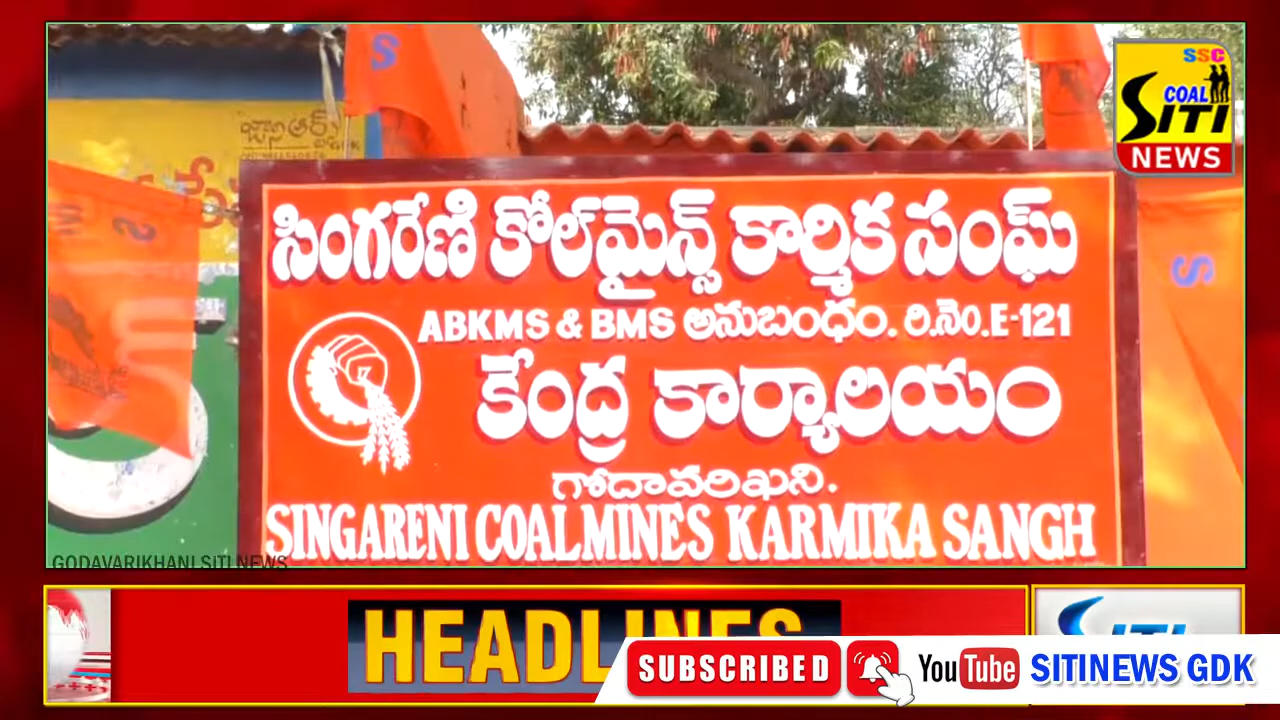 SSC
COAL
SITI
NEWS
S
S
S
సింగరేణి కోల్‌మైన్స్ కార్మిక సంఘ్
ABKMS & BMS అనుబంధం. రి.నెం.E-121
కేంద్ర కార్యాలయం
గోదావరిఖని.
SINGARENI COALMINES KARMIKA SANGH
GODAVARIKHANI SITI NEWS
HEADLINES
SITI
SUBSCRIBED
YouTube SITINEWS GDK